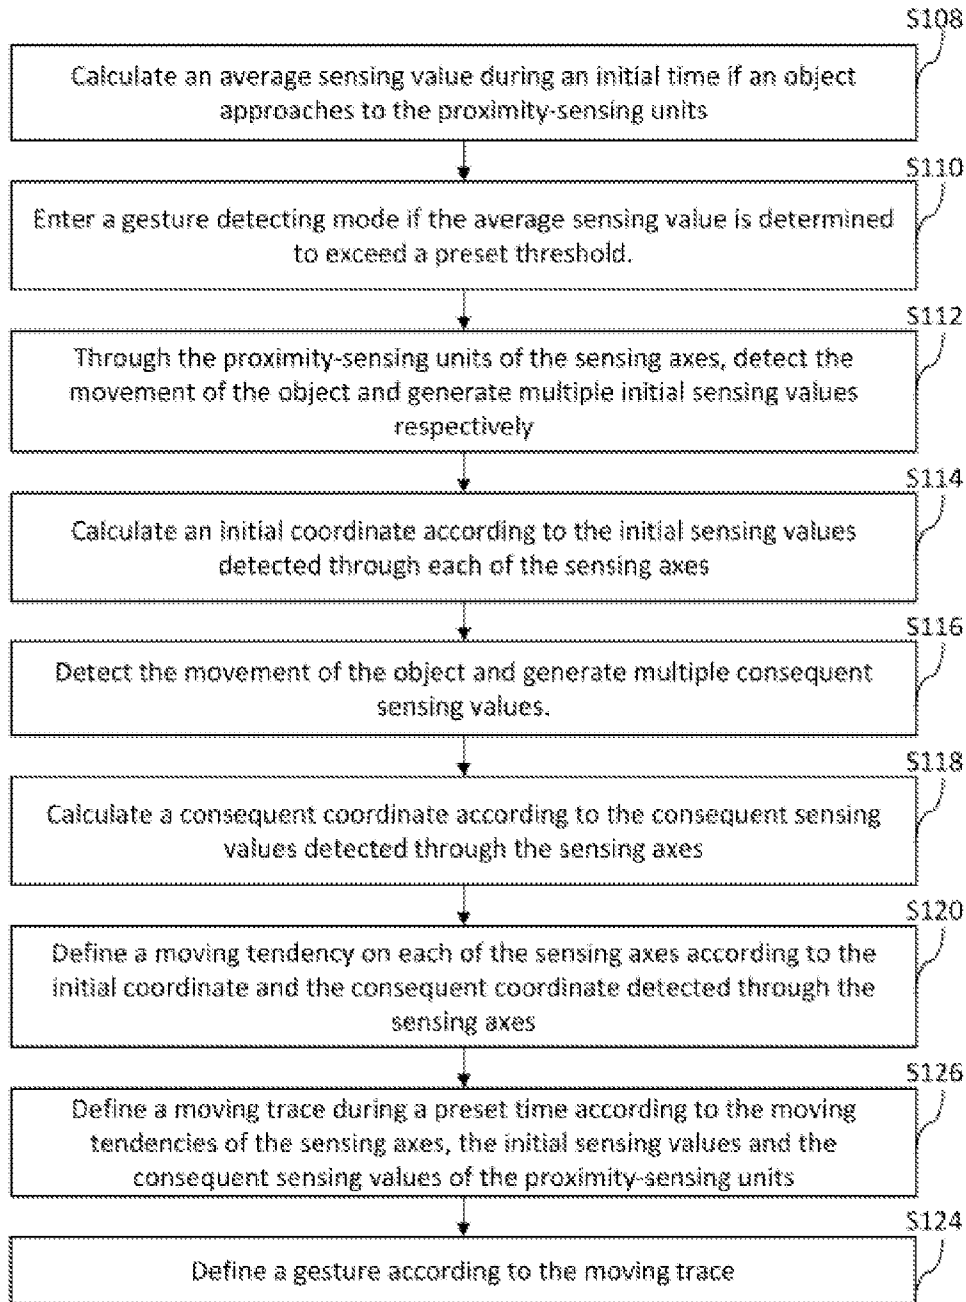 S108
Calculate an average sensing value during an initial time if an object
approaches to the proximity-sensing units
S110
Enter a gesture detecting mode if the average sensing value is determined
to exceed a preset threshold.
S112
Through the proximity-sensing units of the sensing axes, detect the
movement of the object and generate multiple initial sensing values
respectively
S114
Calculate an initial coordinate according to the initial sensing values
detected through each of the sensing axes
S116
Detect the movement of the object and generate multiple consequent
sensing values.
S118
Calculate a consequent coordinate according to the consequent sensing
values detected through the sensing axes
S120
Define a moving tendency on each of the sensing axes according to the
initial coordinate and the consequent coordinate detected through the
sensing axes
S126
Define a moving trace during a preset time according to the moving
tendencies of the sensing axes, the initial sensing values and the
consequent sensing values of the proximity-sensing units
S124
Define a gesture according to the moving trace